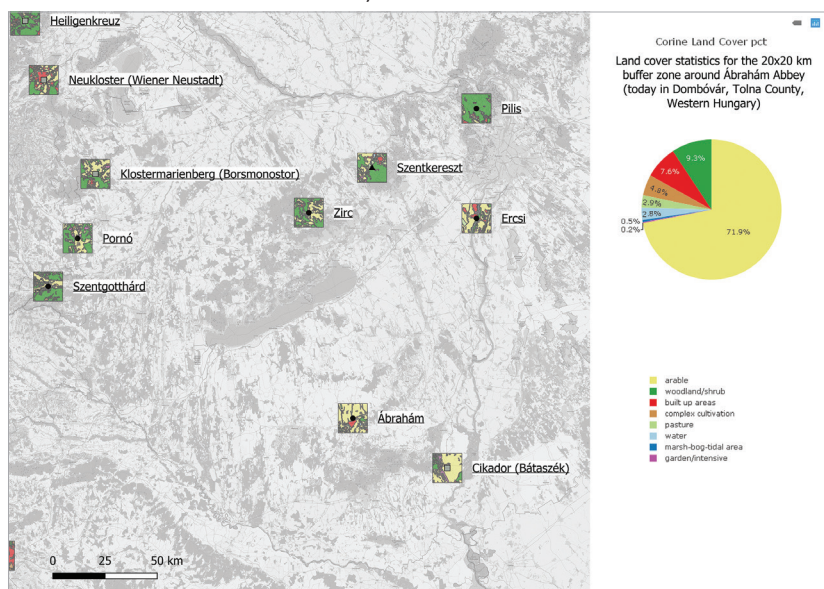 Heiligenkreuz
Neukloster (Wiener Neustadt)
Pilis
Klostermarienberg (Borsmonostor)
Szentkereszt
Zirc
Ercsi
Pornó
Szentgotthárd
Ábrahám
Cikador (Bátaszék)
0 25 50 km
Corine Land Cover pct
Land cover statistics for the 20x20 km
buffer zone around Ábrahám Abbey
(today in Dombóvár, Tolna County,
Western Hungary)
9.3%
7.6%
4.8%
2.9%
2.8%
0.5%
0.2%
71.9%
arable
woodland/shrub
built up areas
complex cultivation
pasture
water
marsh-bog-tidal area
garden/intensive